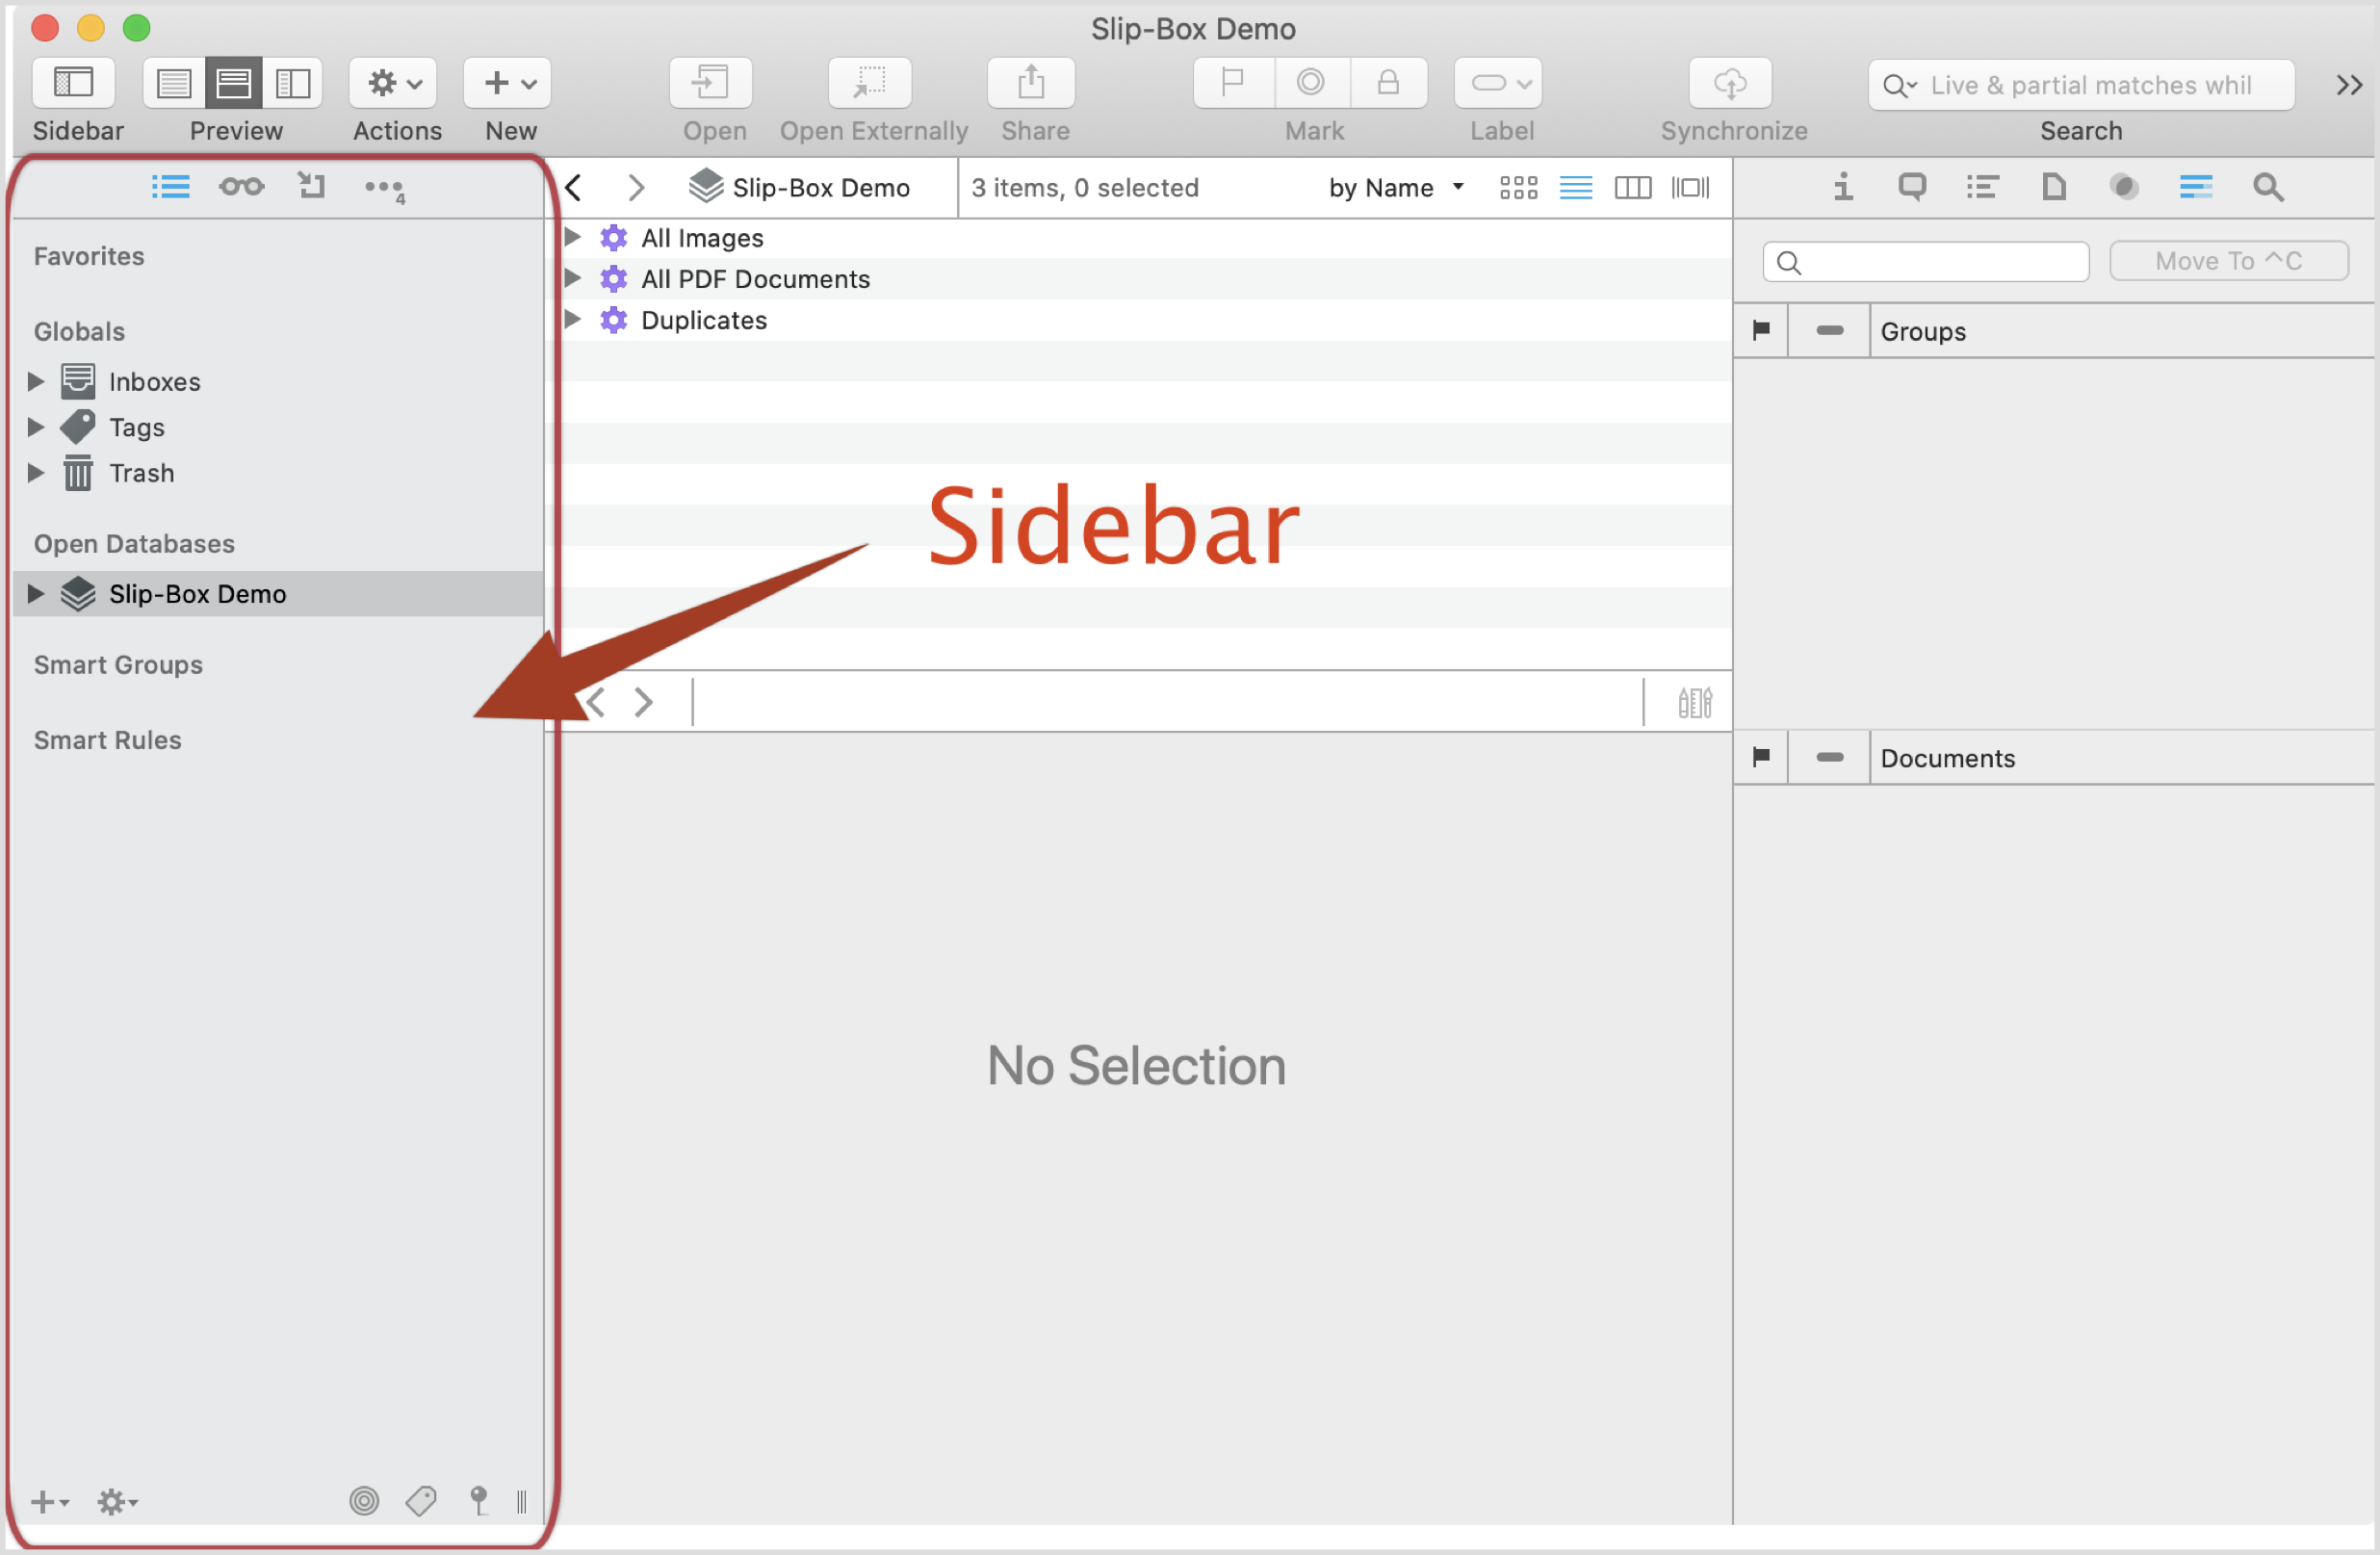 Slip-Box Demo
Live & partial matches whil
Sidebar Preview Actions New Open Open Externally Share Mark Label Synchronize Search
4
Slip-Box Demo 3 items, 0 selected by Name
Favorites
Globals
Inboxes
Tags
Trash
Open Databases
Slip-Box Demo
Smart Groups
Smart Rules
All Images
All PDF Documents
Duplicates
Sidebar
No Selection
Move To ^C
Groups
Documents